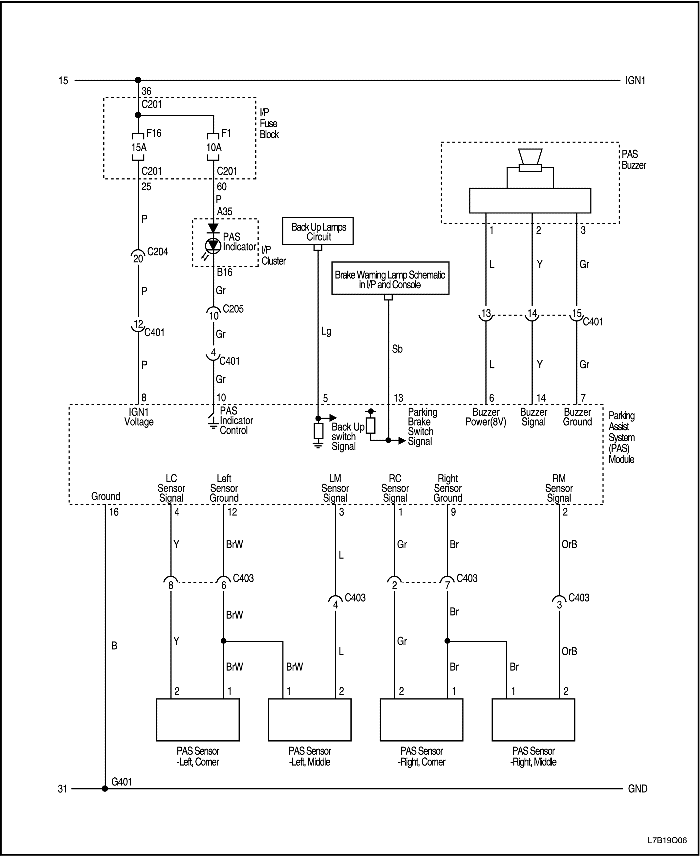 15
IGN1
36
C201
I/P
Fuse
Block
F16
15A
F1
10A
C201
C201
25
60
P
A35
PAS
Indicator
I/P
Cluster
B16
P
C204
20
Gr
C205
10
P
Gr
12
C401
4
C401
P
Gr
Back Up Lamps
Circuit
Brake Warning Lamp Schematic
in I/P and Console
Lg
Sb
PAS
Buzzer
1
2
3
L
Y
Gr
13
14
15
C401
L
Y
Gr
8
10
5
13
6
14
7
IGN1
Voltage
PAS
Indicator
Control
Back Up
switch
Signal
Parking
Brake
Switch
Signal
Buzzer
Power(8V)
Buzzer
Signal
Buzzer
Ground
Parking
Assist
System
(PAS)
Module
Ground
LC
Sensor
Signal
Left
Sensor
Ground
LM
Sensor
Signal
RC
Sensor
Signal
Right
Sensor
Ground
RM
Sensor
Signal
16
4
12
3
1
9
2
Y
BrW
L
Gr
Br
OrB
8
6
C403
4
C403
2
7
C403
3
C403
B
Y
BrW
BrW
BrW
L
Gr
Br
Br
Br
OrB
2
1
1
2
2
1
1
2
PAS Sensor
-Left, Corner
PAS Sensor
-Left, Middle
PAS Sensor
-Right, Corner
PAS Sensor
-Right, Middle
31
G401
GND
L7B19O06